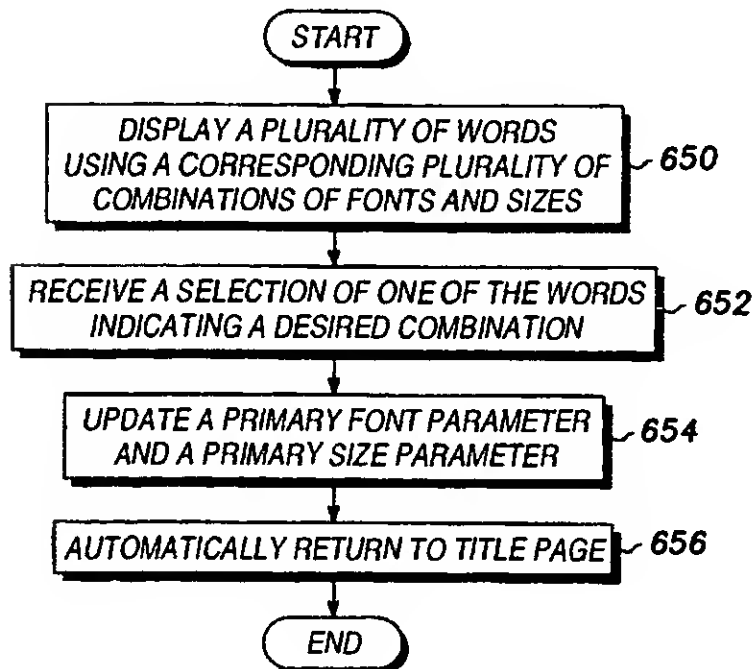 START
DISPLAY A PLURALITY OF WORDS
USING A CORRESPONDING PLURALITY OF
COMBINATIONS OF FONTS AND SIZES
650
RECEIVE A SELECTION OF ONE OF THE WORDS
INDICATING A DESIRED COMBINATION
652
UPDATE A PRIMARY FONT PARAMETER
AND A PRIMARY SIZE PARAMETER
654
AUTOMATICALLY RETURN TO TITLE PAGE
656
END